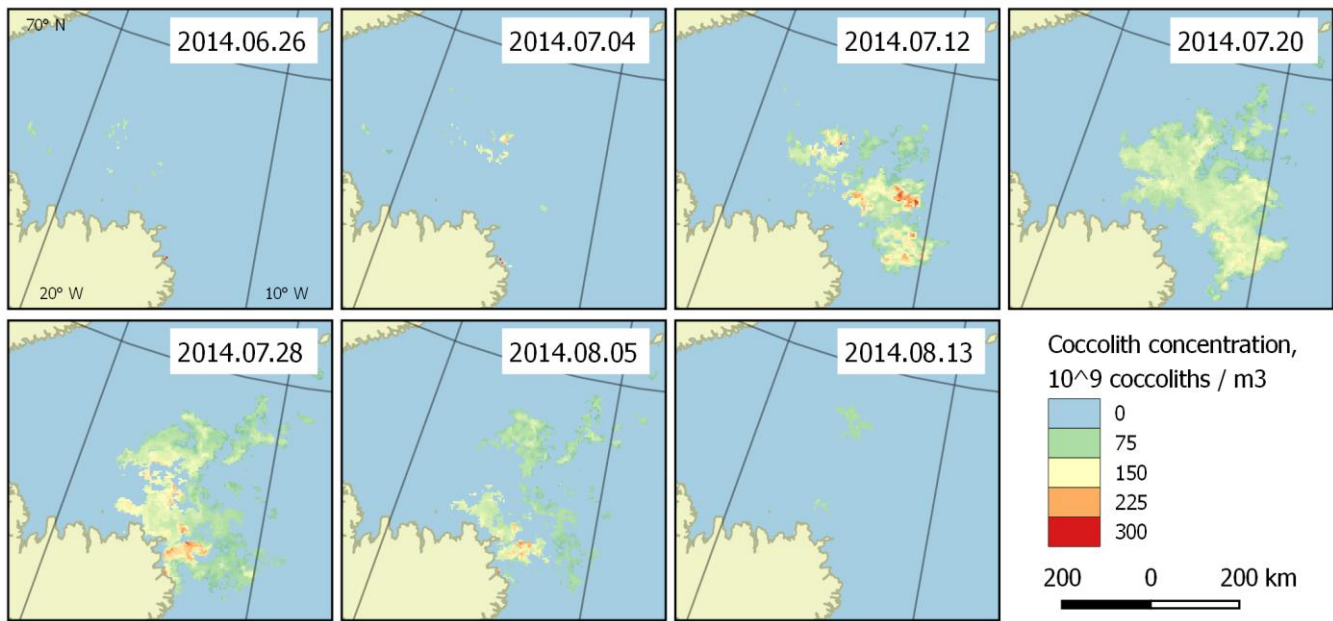 70° N
2014.06.26
2014.07.04
2014.07.12
2014.07.20
20° W
10° W
2014.07.28
2014.08.05
2014.08.13
Coccolith concentration,
10^9 coccoliths / m3
0
75
150
225
300
200 0 200 km